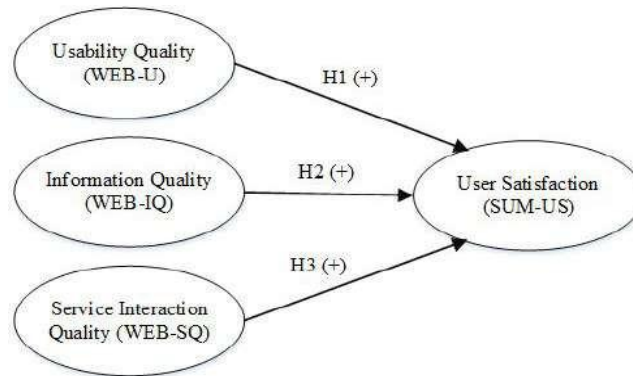 Usability Quality
(WEB-U)
H1 (+)
Information Quality
(WEB-IQ)
H2 (+)
User Satisfaction
(SUM-US)
H3 (+)
Service Interaction
Quality (WEB-SQ)